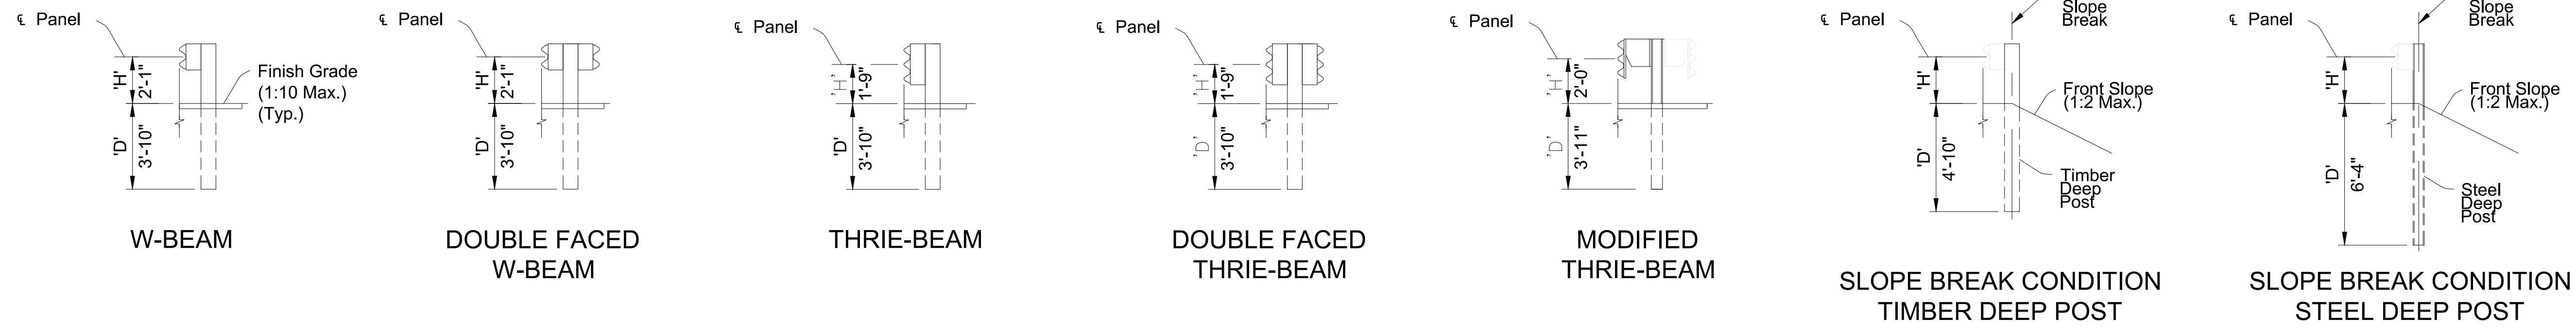 ℄ Panel
'H'
2'-1"
'D'
3'-10"
Finish Grade
(1:10 Max.)
(Typ.)
W-BEAM
℄ Panel
'H'
2'-1"
'D'
3'-10"
DOUBLE FACED
W-BEAM
℄ Panel
'H'
1'-9"
'D'
3'-10"
THRIE-BEAM
℄ Panel
'H'
1'-9"
'D'
3'-10"
DOUBLE FACED
THRIE-BEAM
℄ Panel
'H'
2'-0"
'D'
3'-11"
MODIFIED
THRIE-BEAM
℄ Panel
Slope
Break
'H'
Front Slope
(1:2 Max.)
'D'
4'-10"
Timber
Deep
Post
SLOPE BREAK CONDITION
TIMBER DEEP POST
℄ Panel
Slope
Break
'H'
Front Slope
(1:2 Max.)
'D'
6'-4"
Steel
Deep
Post
SLOPE BREAK CONDITION
STEEL DEEP POST